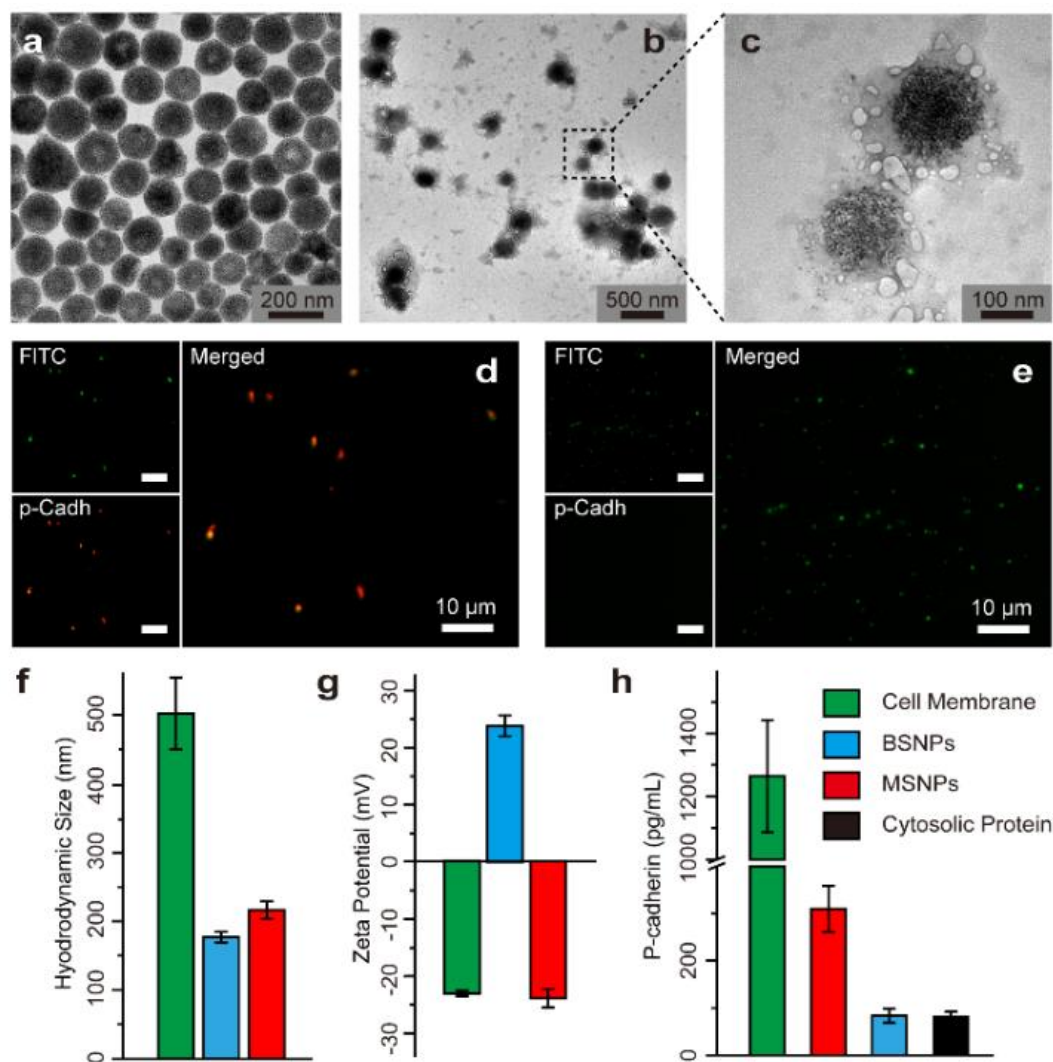 a
200 nm
b
500 nm
c
100 nm
FITC
Merged
d
p-Cadh
10 µm
FITC
Merged
e
p-Cadh
10 µm
f
Hyodrodynamic Size (nm)
500
400
300
200
100
0
g
Zeta Potential (mV)
30
20
10
0
-10
-20
-30
h
P-cadherin (pg/mL)
1400
1200
1000
200
0
Cell Membrane
BSNPs
MSNPs
Cytosolic Protein